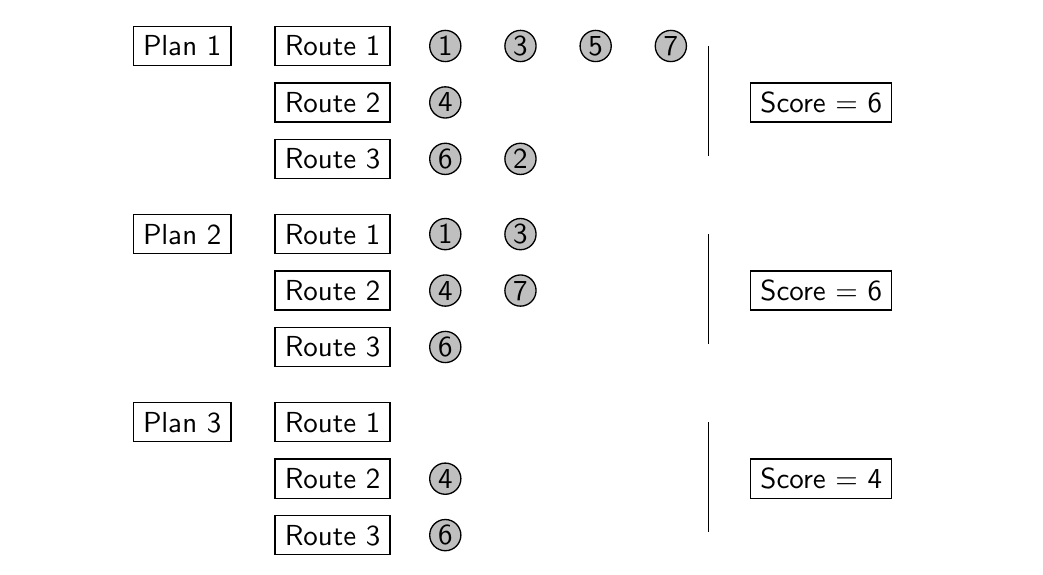 Plan 1 Route 1 1 3 5 7
Route 2 4 Score = 6
Route 3 6 2
Plan 2 Route 1 1 3
Route 2 4 7 Score = 6
Route 3 6
Plan 3 Route 1
Route 2 4 Score = 4
Route 3 6